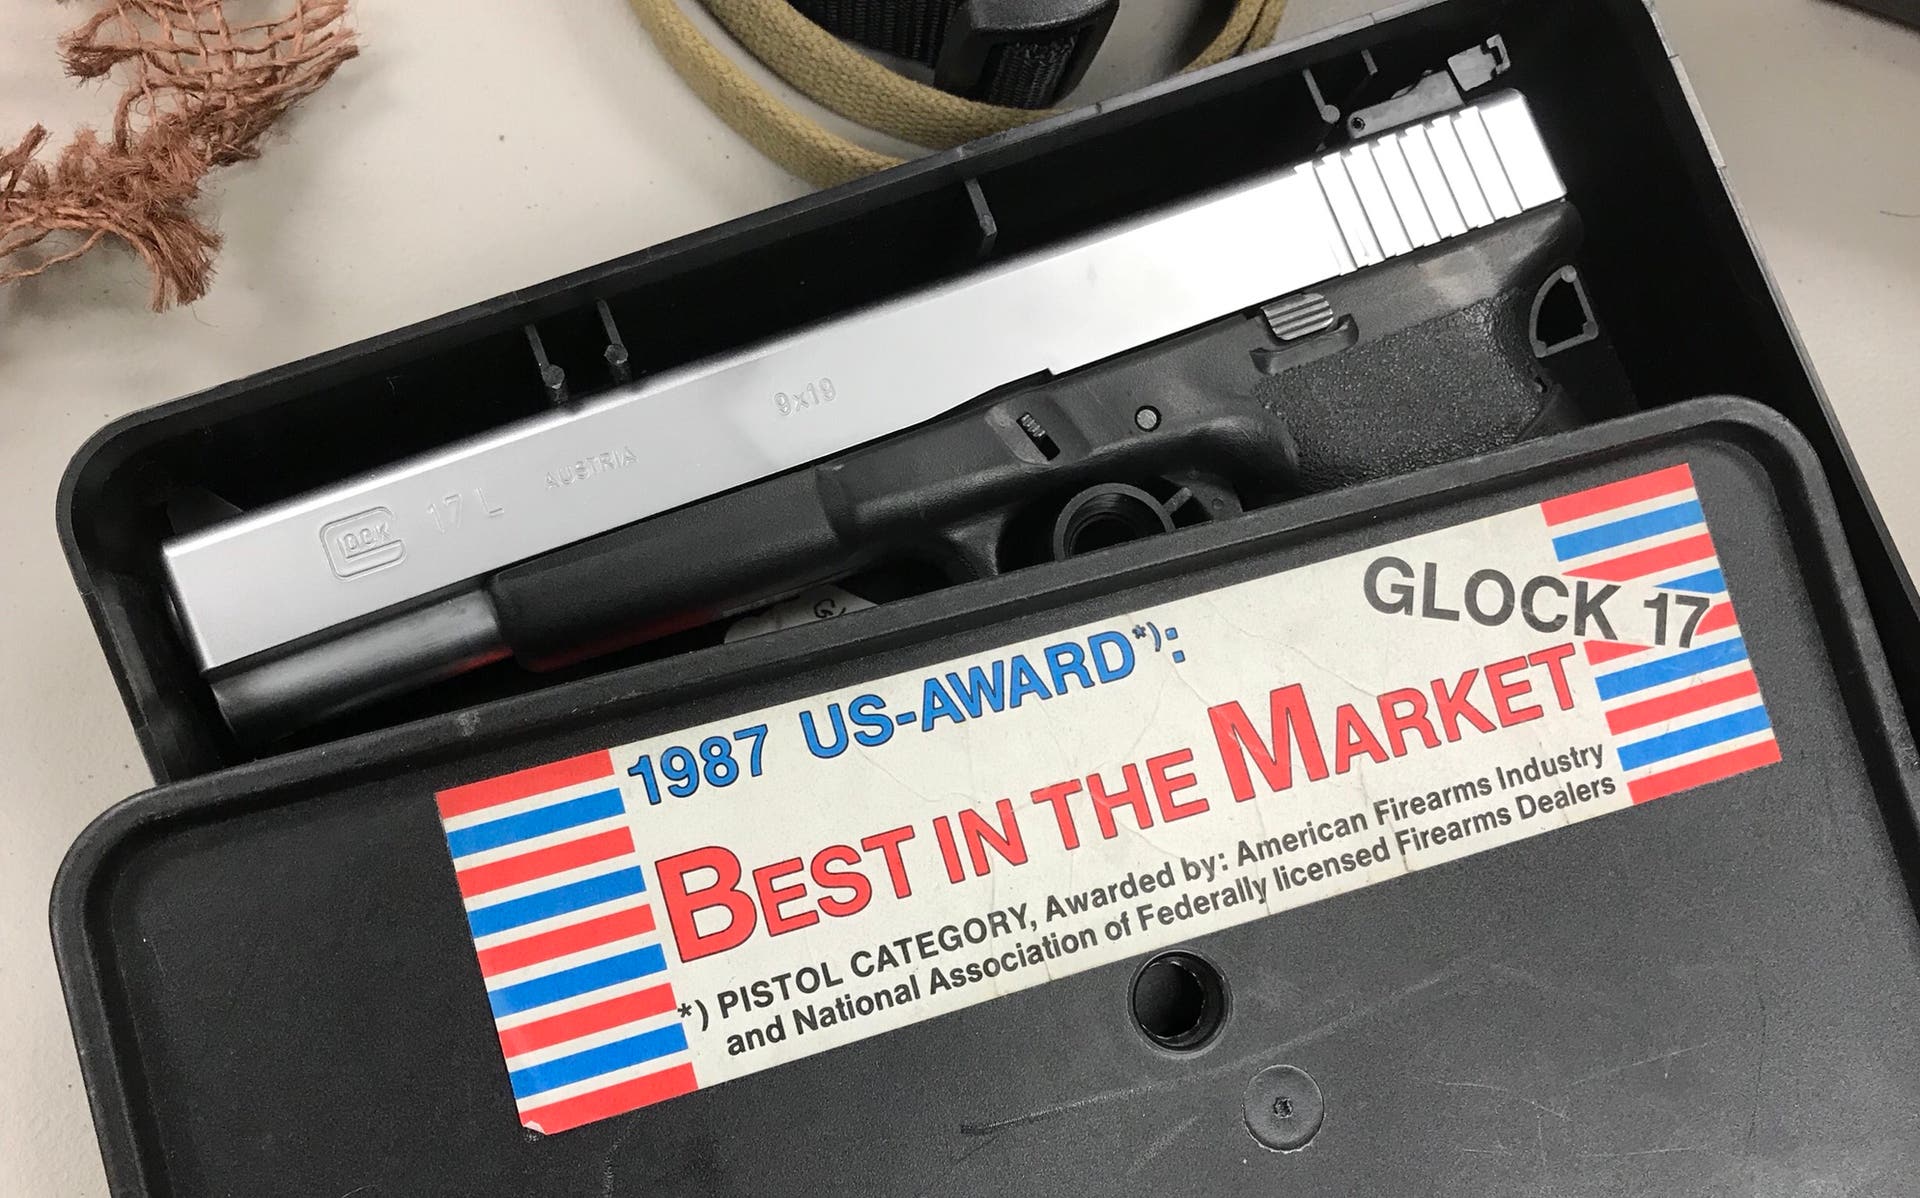 GLOCK 17 L AUSTRIA 9x19
GLOCK 17
1987 US-AWARD*):
BEST IN THE MARKET
*) PISTOL CATEGORY, Awarded by: American Firearms Industry
and National Association of Federally licensed Firearms Dealers